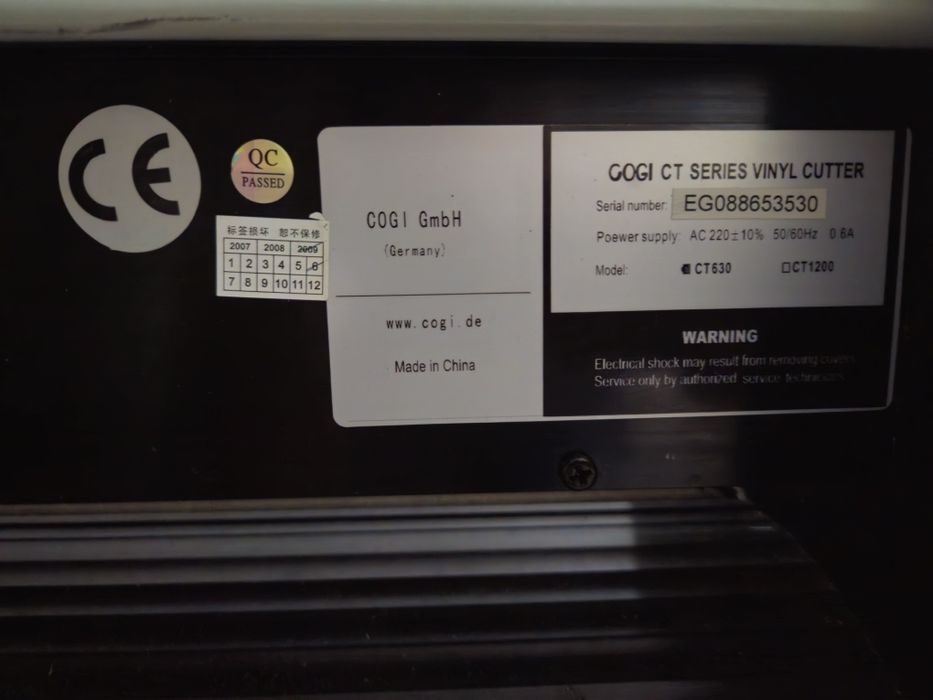 CE
QC
PASSED
标签损坏 恕不保修
2007 2008 2009
1 2 3 4 5 6
7 8 9 10 11 12
COGI GmbH
(Germany)
www.cogi.de
Made in China
COGI CT SERIES VINYL CUTTER
Serial number: EG088653530
Poewer supply: AC 220±10% 50/60Hz 0.6A
Model: CT630 □CT1200
WARNING
Electrical shock may result from removing covers
Service only by authorized service technicians